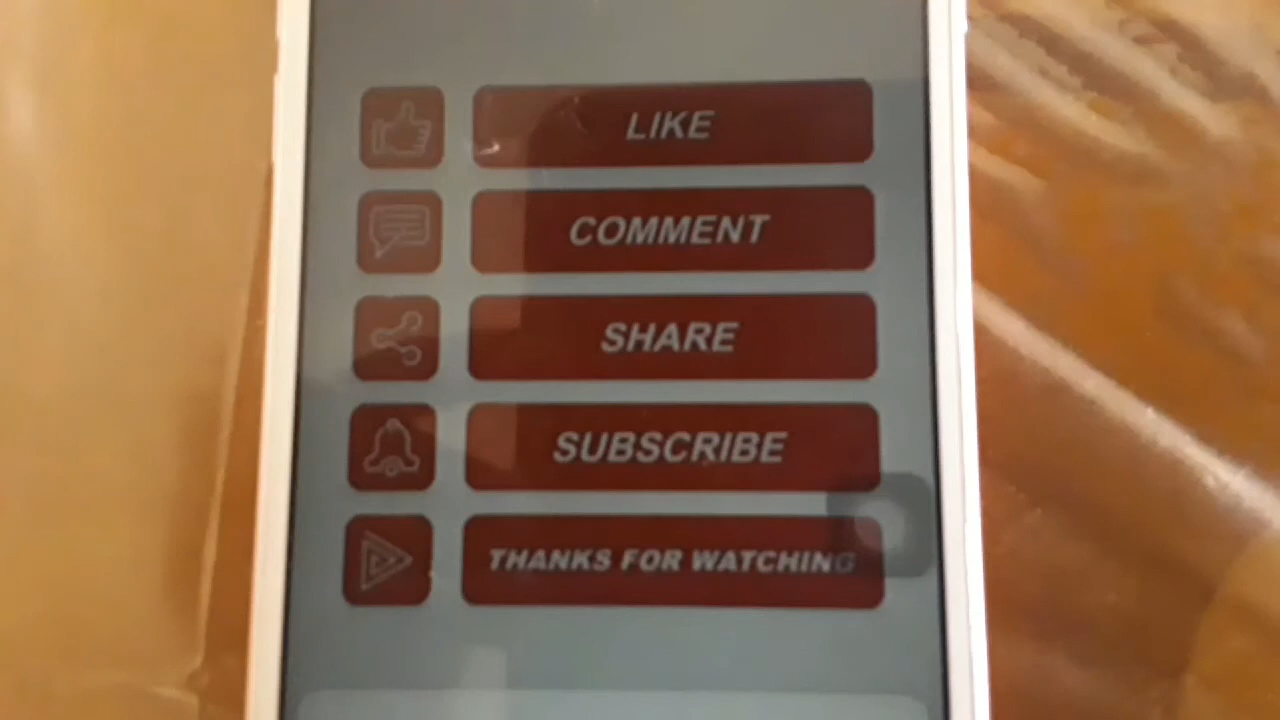 LIKE
COMMENT
SHARE
SUBSCRIBE
THANKS FOR WATCHING